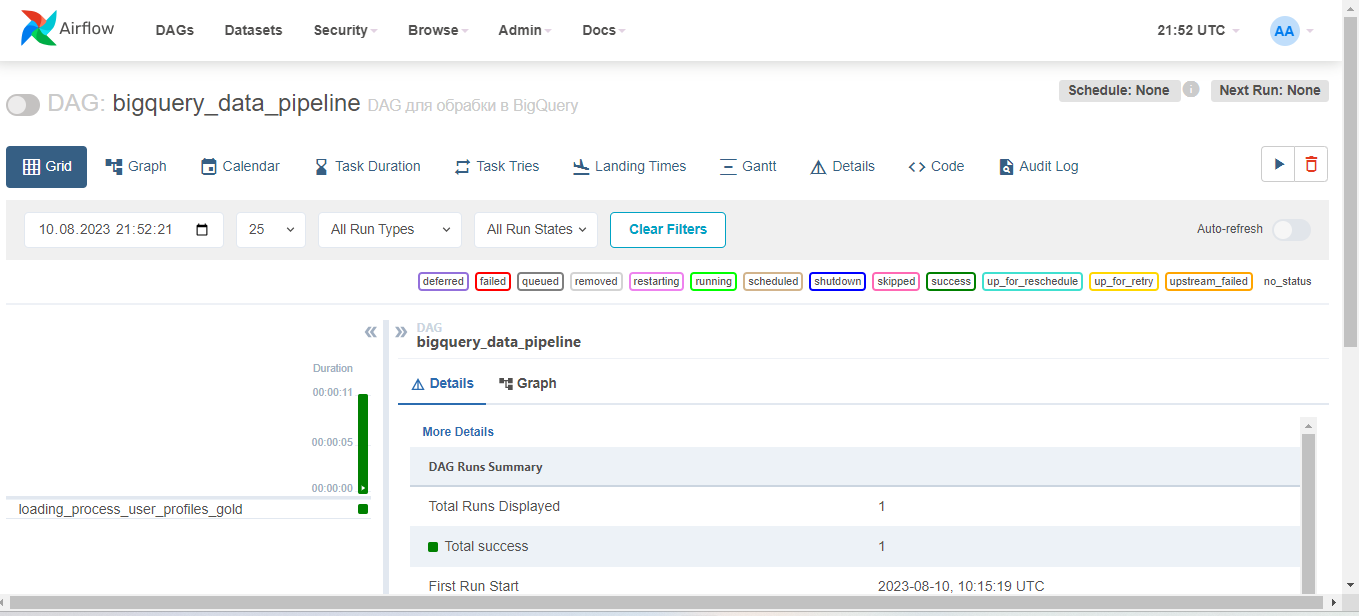 Airflow DAGs Datasets Security Browse Admin Docs 21:52 UTC AA
DAG: bigquery_data_pipeline DAG для обрабки в BigQuery Schedule: None i Next Run: None
Grid Graph Calendar Task Duration Task Tries Landing Times Gantt Details Code Audit Log
10.08.2023 21:52:21 25 All Run Types All Run States Clear Filters Auto-refresh
deferred failed queued removed restarting running scheduled shutdown skipped success up_for_reschedule up_for_retry upstream_failed no_status
Duration
00:00:11
00:00:05
00:00:00
loading_process_user_profiles_gold
DAG
bigquery_data_pipeline
Details Graph
More Details
DAG Runs Summary
Total Runs Displayed 1
Total success 1
First Run Start 2023-08-10, 10:15:19 UTC